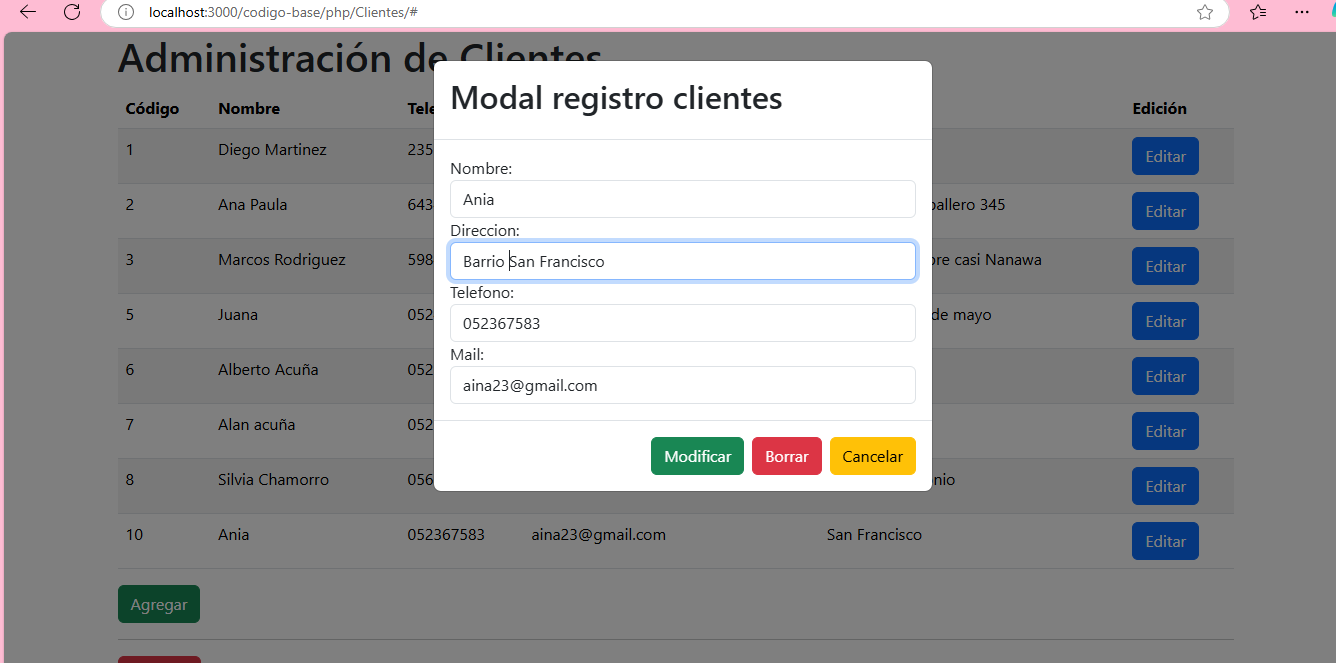 localhost:3000/codigo-base/php/Clientes/#
Administración de Clientes
Modal registro clientes
Código Nombre Tele Edición
1 Diego Martinez 235 Editar
Nombre:
Ania
2 Ana Paula 643 345 Editar
Direccion:
Barrio San Francisco
3 Marcos Rodriguez 598 casi Nanawa Editar
Telefono:
052367583
5 Juana 052 de mayo Editar
Mail:
aina23@gmail.com
6 Alberto Acuña 052 Editar
7 Alan acuña 052 Editar
Modificar Borrar Cancelar
8 Silvia Chamorro 056 nio Editar
10 Ania 052367583 aina23@gmail.com San Francisco Editar
Agregar